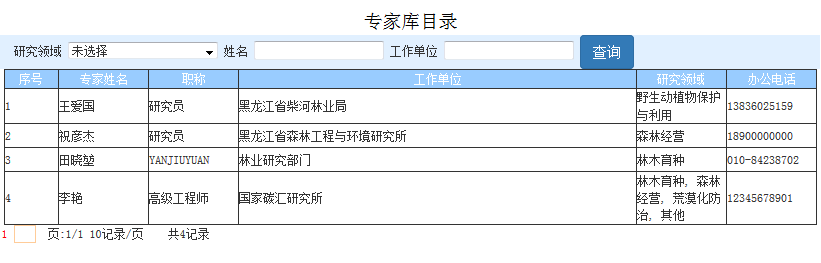 专家库目录
研究领域 未选择 姓名 工作单位 查询
序号 专家姓名 职称 工作单位 研究领域 办公电话
1 王爱国 研究员 黑龙江省柴河林业局 野生动植物保护与利用 13836025159
2 祝彦杰 研究员 黑龙江省森林工程与环境研究所 森林经营 18900000000
3 田晓堃 YANJIUYUAN 林业研究部门 林木育种 010-84238702
4 李艳 高级工程师 国家碳汇研究所 林木育种, 森林经营, 荒漠化防治, 其他 12345678901
1 页:1/1 10记录/页 共4记录